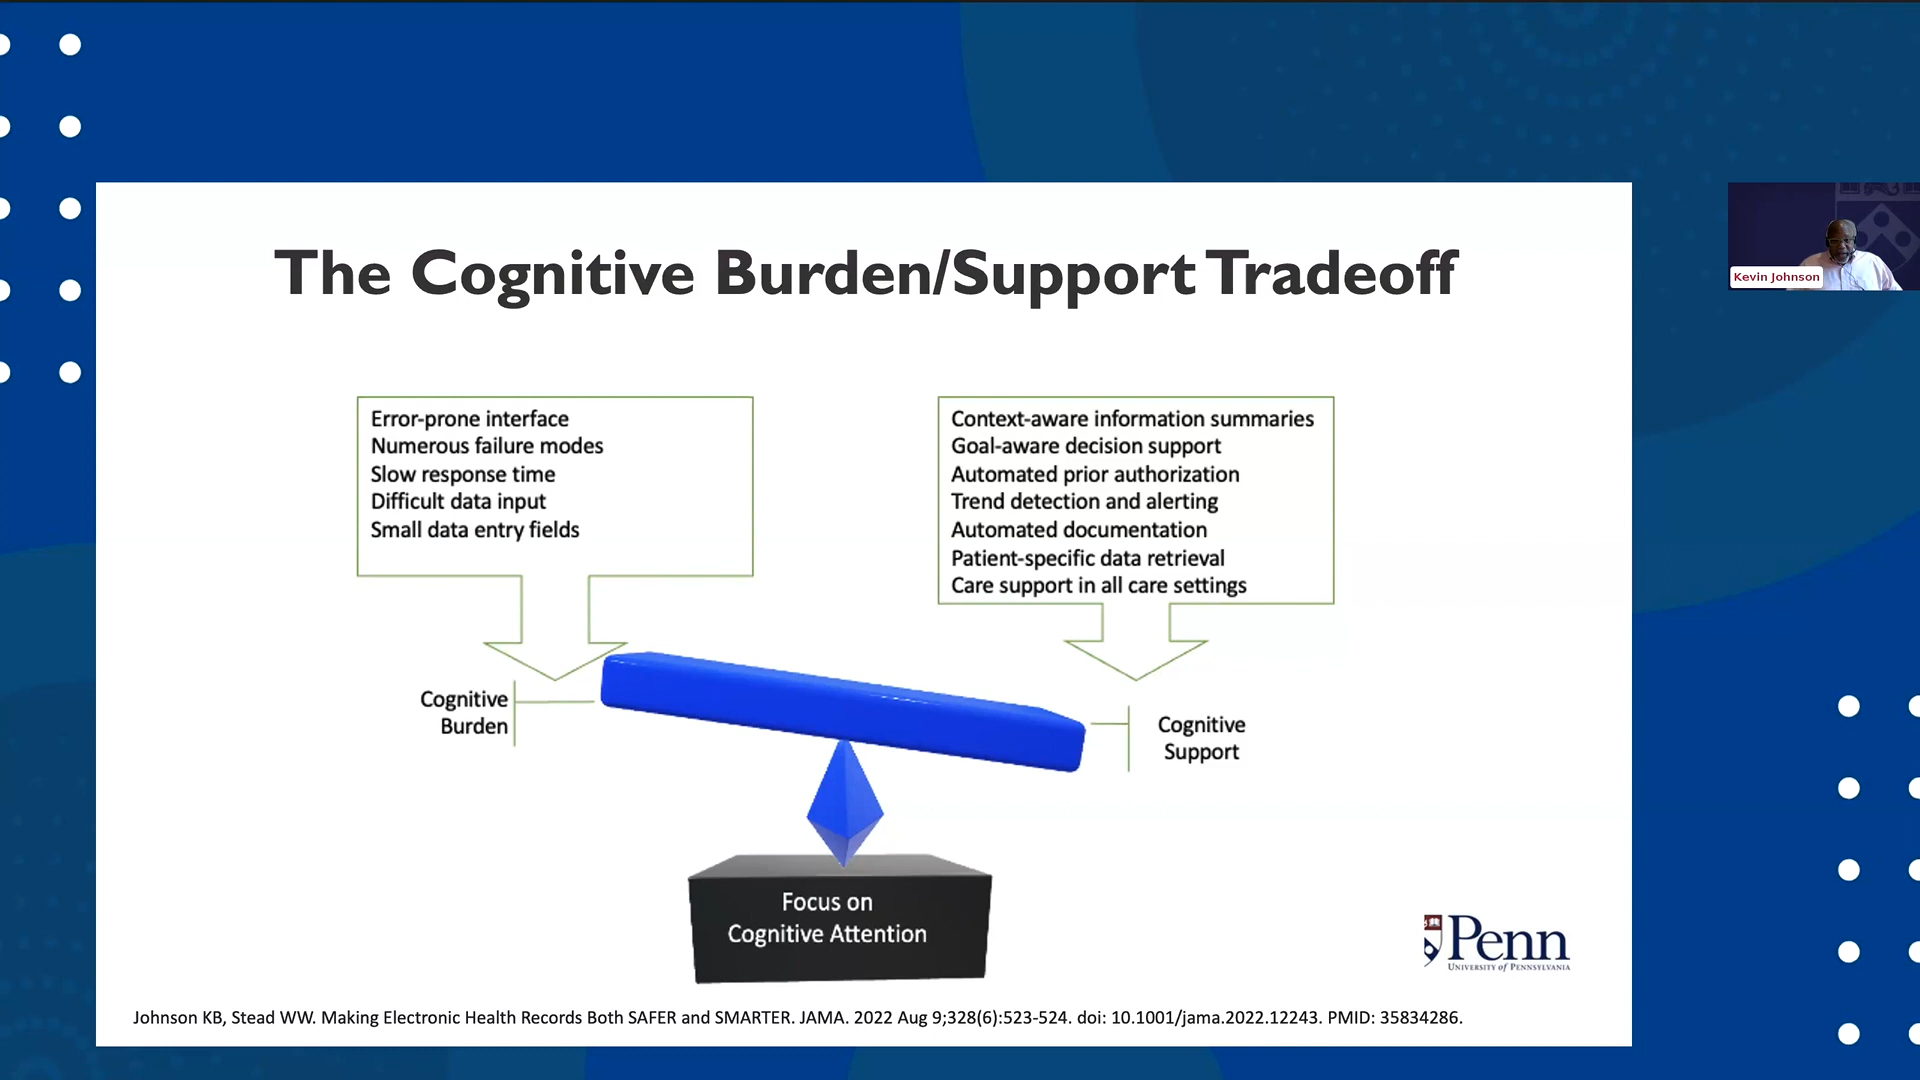 The Cognitive Burden/Support Tradeoff
Error-prone interface
Numerous failure modes
Slow response time
Difficult data input
Small data entry fields
Context-aware information summaries
Goal-aware decision support
Automated prior authorization
Trend detection and alerting
Automated documentation
Patient-specific data retrieval
Care support in all care settings
Cognitive
Burden
Cognitive
Support
Focus on
Cognitive Attention
Penn
UNIVERSITY of PENNSYLVANIA
Johnson KB, Stead WW. Making Electronic Health Records Both SAFER and SMARTER. JAMA. 2022 Aug 9;328(6):523-524. doi: 10.1001/jama.2022.12243. PMID: 35834286.
Kevin Johnson